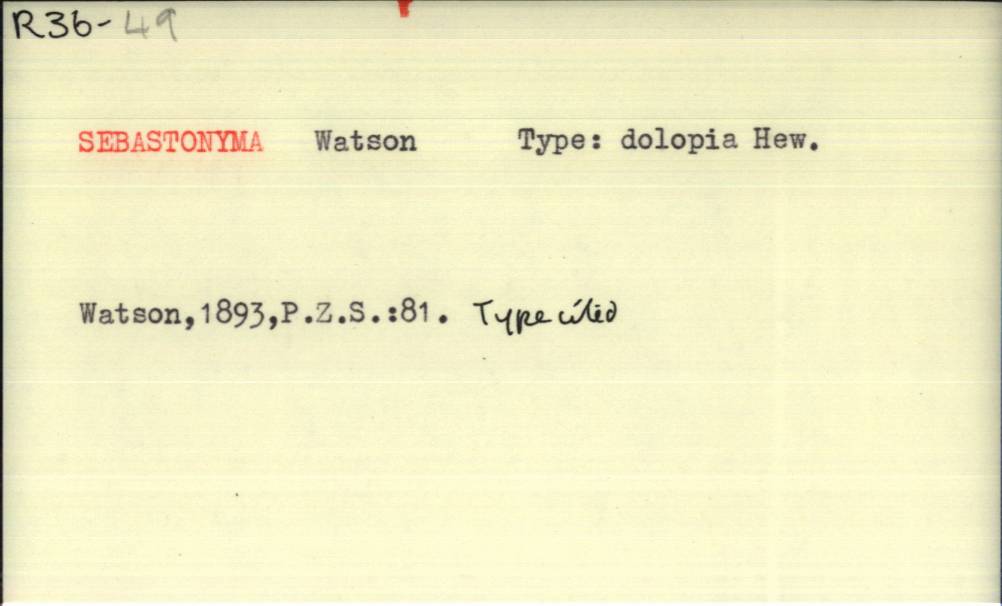 R36-49
SEBASTONYMA Watson Type: dolopia Hew.
Watson,1893,P.Z.S.:81. Type cited